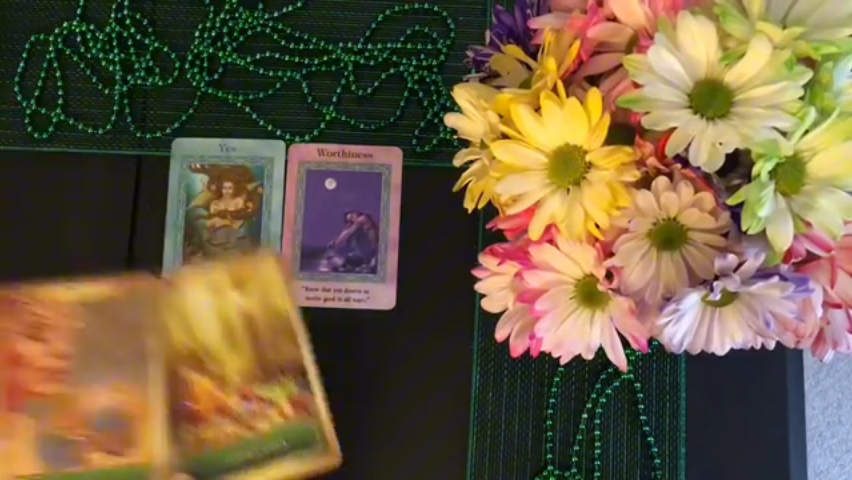 Yes
Worthiness
"Know that you deserve to
receive good in all ways."